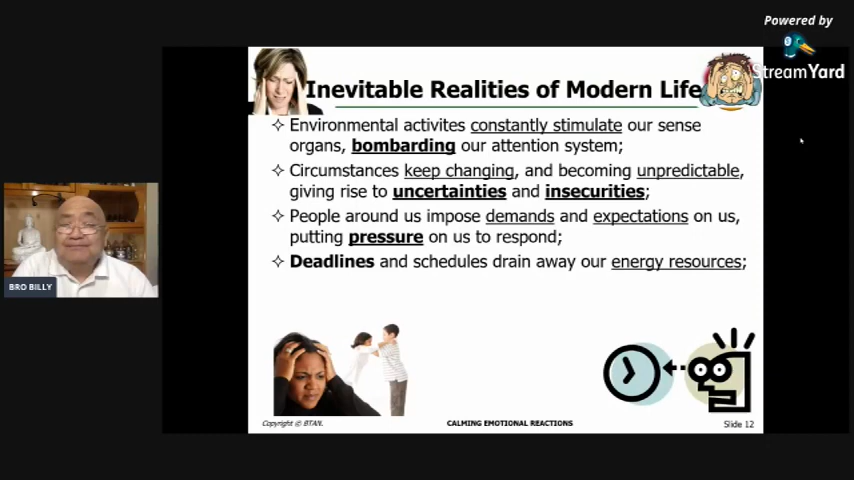 Powered by
StreamYard
Inevitable Realities of Modern Life
✧ Environmental activites constantly stimulate our sense
organs, bombarding our attention system;
✧ Circumstances keep changing, and becoming unpredictable,
giving rise to uncertainties and insecurities;
✧ People around us impose demands and expectations on us,
putting pressure on us to respond;
✧ Deadlines and schedules drain away our energy resources;
BRO BILLY
Copyright © BTAN.
CALMING EMOTIONAL REACTIONS
Slide 12